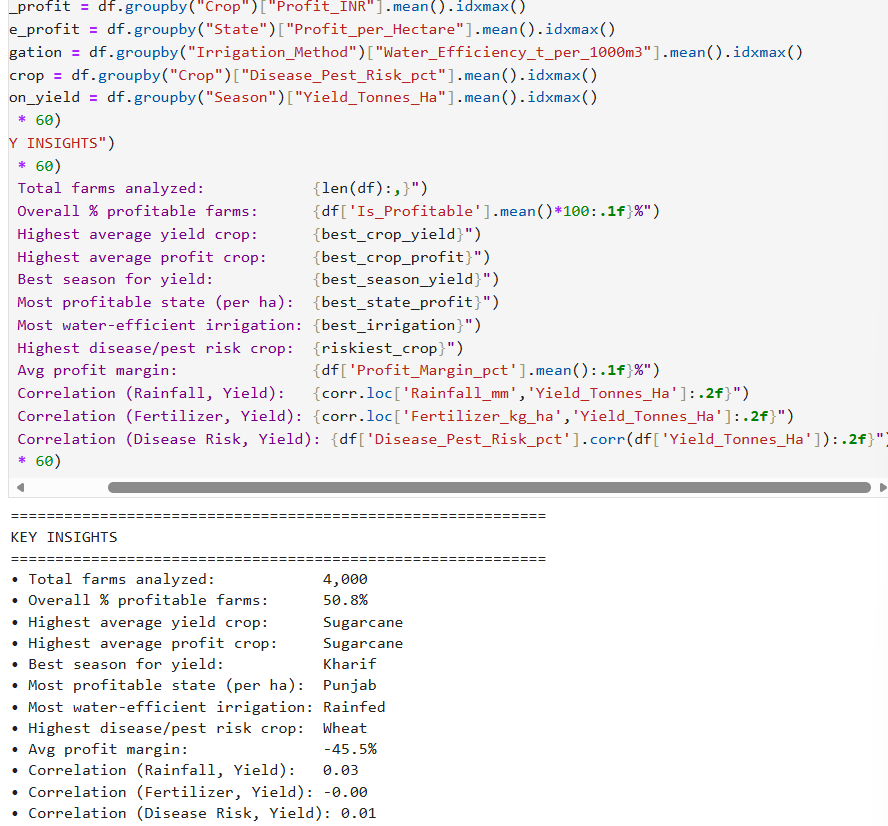 _profit = df.groupby("Crop")["Profit_INR"].mean().idxmax()
e_profit = df.groupby("State")["Profit_per_Hectare"].mean().idxmax()
gation = df.groupby("Irrigation_Method")["Water_Efficiency_t_per_1000m3"].mean().idxmax()
crop = df.groupby("Crop")["Disease_Pest_Risk_pct"].mean().idxmax()
on_yield = df.groupby("Season")["Yield_Tonnes_Ha"].mean().idxmax()
* 60)
Y INSIGHTS")
* 60)
Total farms analyzed:            {len(df):,}")
Overall % profitable farms:      {df['Is_Profitable'].mean()*100:.1f}%")
Highest average yield crop:      {best_crop_yield}")
Highest average profit crop:     {best_crop_profit}")
Best season for yield:           {best_season_yield}")
Most profitable state (per ha):  {best_state_profit}")
Most water-efficient irrigation: {best_irrigation}")
Highest disease/pest risk crop:  {riskiest_crop}")
Avg profit margin:               {df['Profit_Margin_pct'].mean():.1f}%")
Correlation (Rainfall, Yield):   {corr.loc['Rainfall_mm','Yield_Tonnes_Ha']:.2f}")
Correlation (Fertilizer, Yield): {corr.loc['Fertilizer_kg_ha','Yield_Tonnes_Ha']:.2f}")
Correlation (Disease Risk, Yield): {df['Disease_Pest_Risk_pct'].corr(df['Yield_Tonnes_Ha']):.2f}")
* 60)
============================================================
KEY INSIGHTS
============================================================
• Total farms analyzed:            4,000
• Overall % profitable farms:      50.8%
• Highest average yield crop:      Sugarcane
• Highest average profit crop:     Sugarcane
• Best season for yield:           Kharif
• Most profitable state (per ha):  Punjab
• Most water-efficient irrigation: Rainfed
• Highest disease/pest risk crop:  Wheat
• Avg profit margin:               -45.5%
• Correlation (Rainfall, Yield):   0.03
• Correlation (Fertilizer, Yield): -0.00
• Correlation (Disease Risk, Yield): 0.01